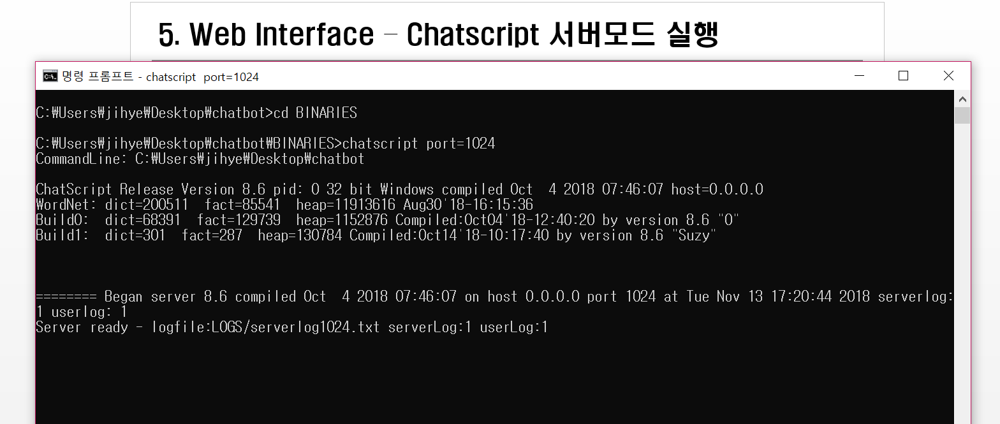 5. Web Interface – Chatscript 서버모드 실행
명령 프롬프트 - chatscript  port=1024
C:₩Users₩jihye₩Desktop₩chatbot>cd BINARIES
C:₩Users₩jihye₩Desktop₩chatbot₩BINARIES>chatscript port=1024
CommandLine: C:₩Users₩jihye₩Desktop₩chatbot
ChatScript Release Version 8.6 pid: 0 32 bit Windows compiled Oct  4 2018 07:46:07 host=0.0.0.0
WordNet: dict=200511  fact=85541  heap=11913616 Aug30'18-16:15:36
Build0:  dict=68391  fact=129739  heap=1152876 Compiled:Oct04'18-12:40:20 by version 8.6 "0"
Build1:  dict=301  fact=287  heap=130784 Compiled:Oct14'18-10:17:40 by version 8.6 "Suzy"
======== Began server 8.6 compiled Oct  4 2018 07:46:07 on host 0.0.0.0 port 1024 at Tue Nov 13 17:20:44 2018 serverlog:
1 userlog: 1
Server ready - logfile:LOGS/serverlog1024.txt serverLog:1 userLog:1